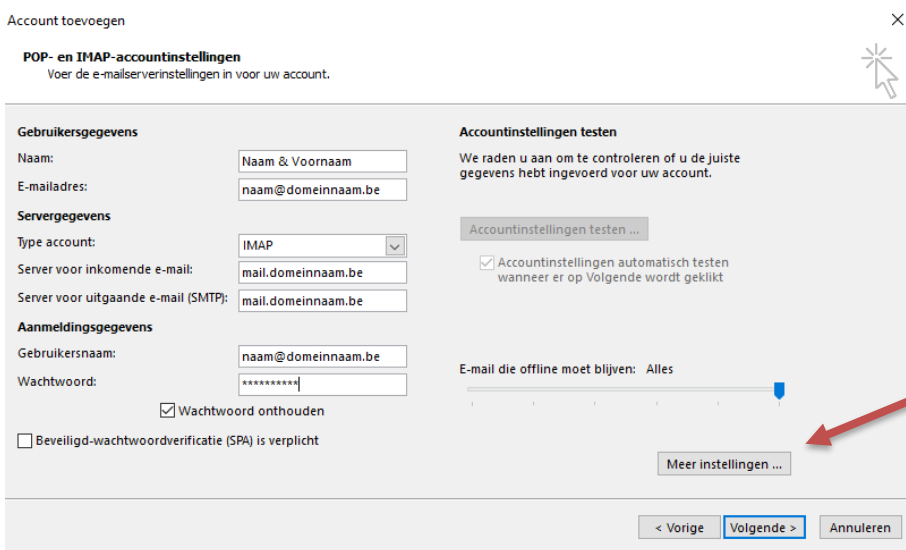 Account toevoegen
POP- en IMAP-accountinstellingen
Voer de e-mailserverinstellingen in voor uw account.
Gebruikersgegevens
Naam: Naam & Voornaam
E-mailadres: naam@domeinnaam.be
Servergegevens
Type account: IMAP
Server voor inkomende e-mail: mail.domeinnaam.be
Server voor uitgaande e-mail (SMTP): mail.domeinnaam.be
Aanmeldingsgegevens
Gebruikersnaam: naam@domeinnaam.be
Wachtwoord: **********
Wachtwoord onthouden
Beveiligd-wachtwoordverificatie (SPA) is verplicht
Accountinstellingen testen
We raden u aan om te controleren of u de juiste
gegevens hebt ingevoerd voor uw account.
Accountinstellingen testen ...
Accountinstellingen automatisch testen
wanneer er op Volgende wordt geklikt
E-mail die offline moet blijven: Alles
Meer instellingen ...
< Vorige Volgende > Annuleren